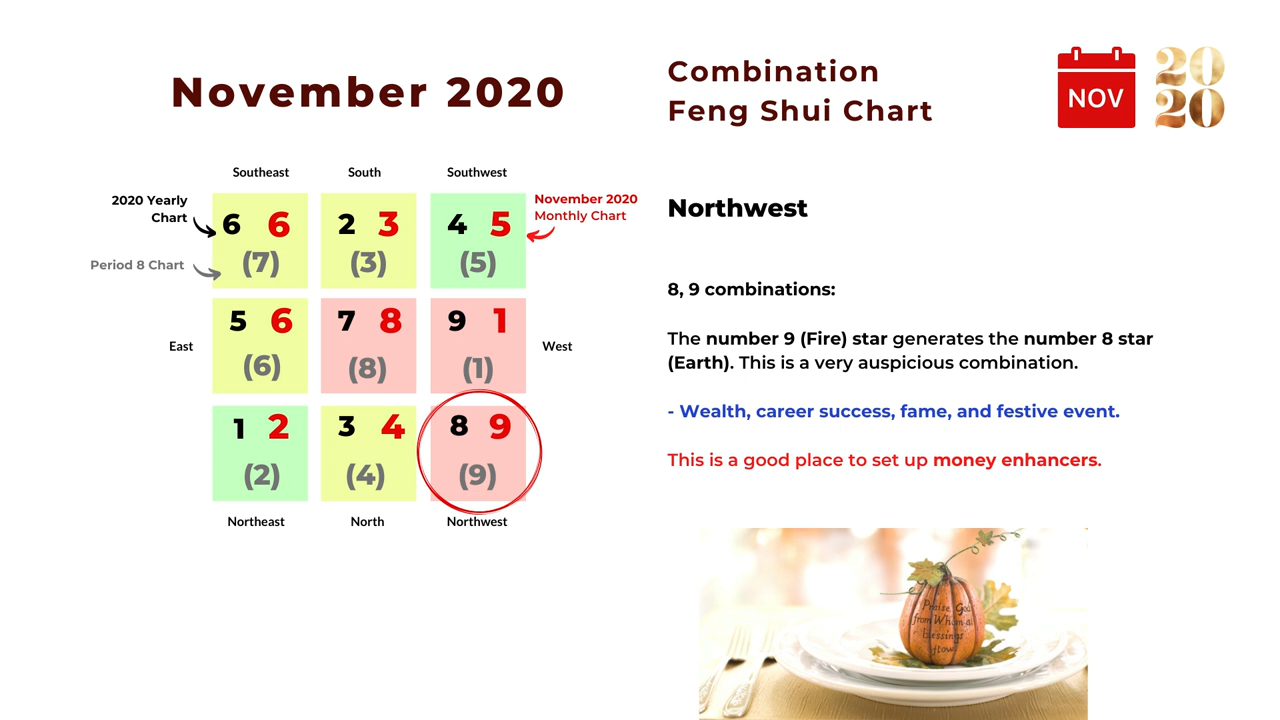 November 2020
Combination
Feng Shui Chart
NOV
20
20
Southeast
South
Southwest
2020 Yearly
Chart
November 2020
Monthly Chart
Period 8 Chart
6 6
(7)
2 3
(3)
4 5
(5)
East
5 6
(6)
7 8
(8)
9 1
(1)
West
1 2
(2)
3 4
(4)
8 9
(9)
Northeast
North
Northwest
Northwest
8, 9 combinations:
The number 9 (Fire) star generates the number 8 star
(Earth). This is a very auspicious combination.
- Wealth, career success, fame, and festive event.
This is a good place to set up money enhancers.
Praise God
from Whom all
blessings
flow